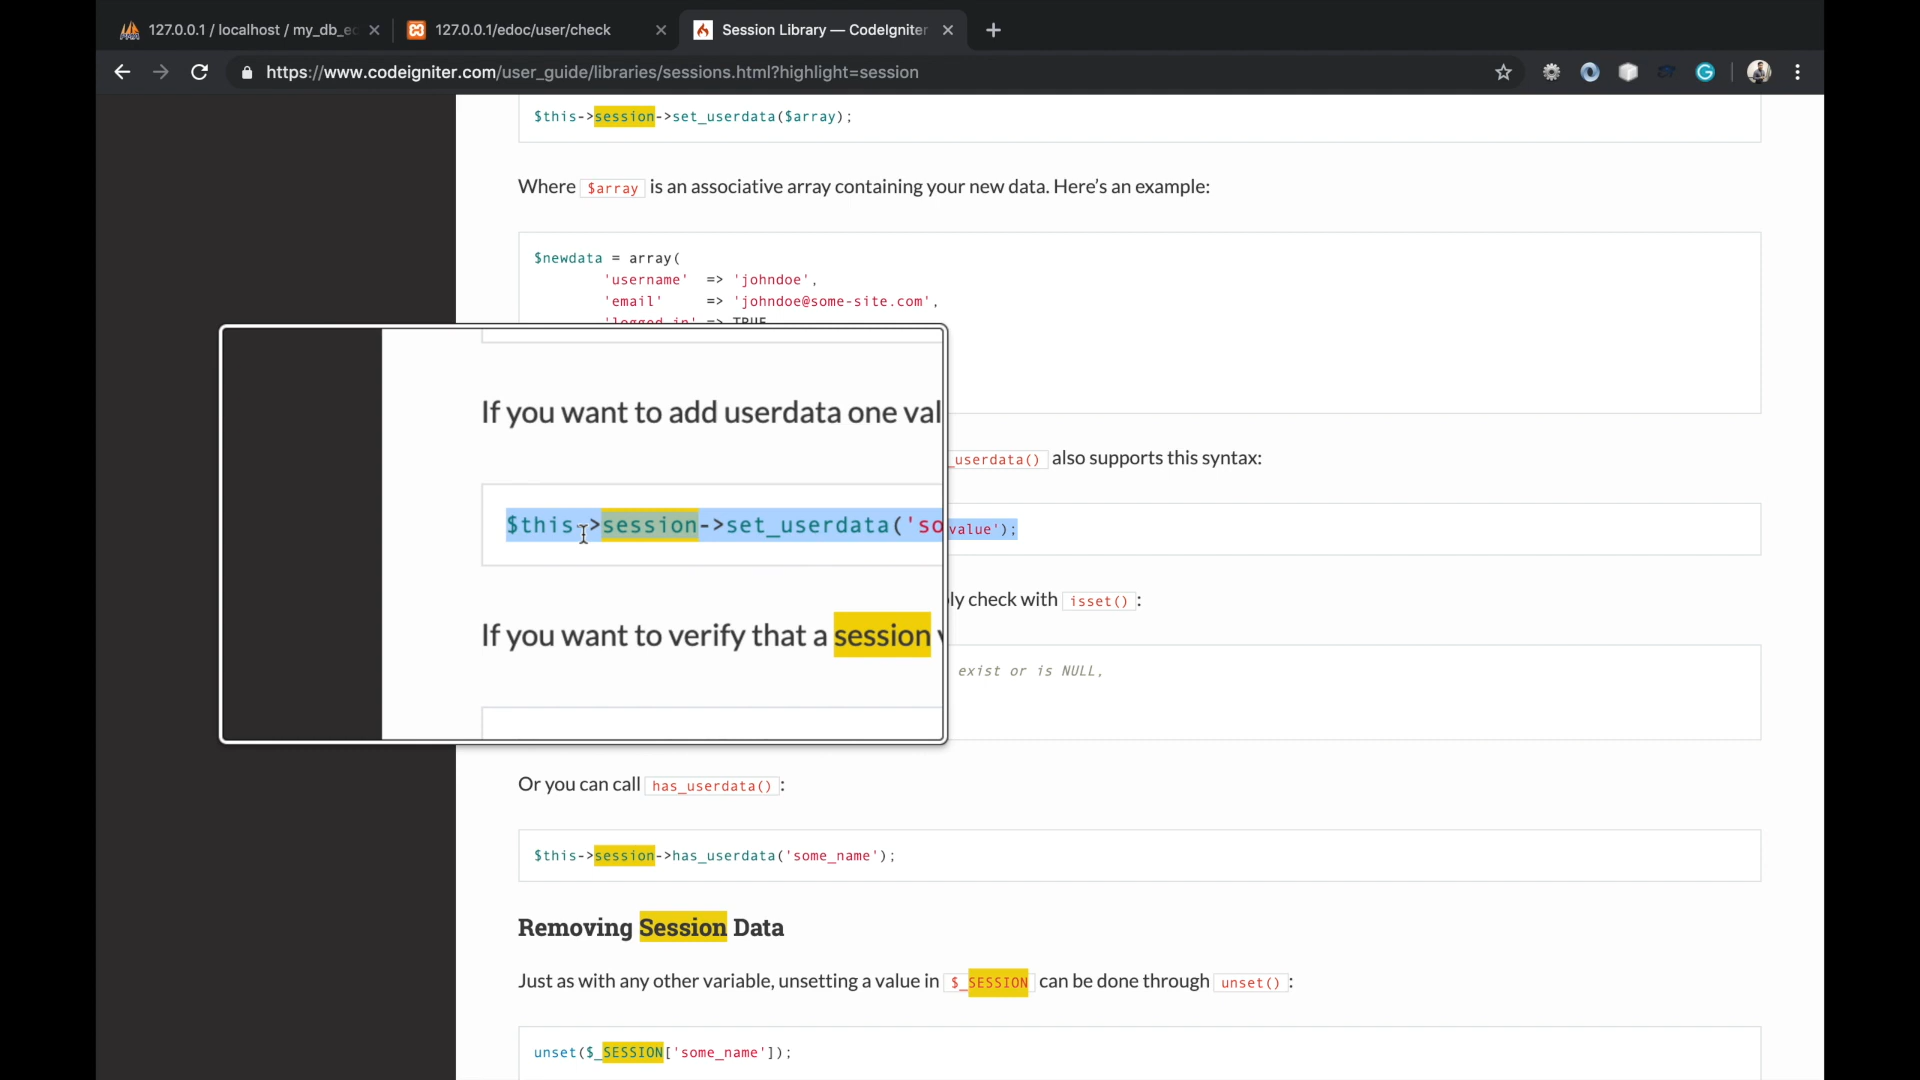 127.0.0.1 / localhost / my_db_ed
127.0.0.1/edoc/user/check
Session Library — CodeIgniter
https://www.codeigniter.com/user_guide/libraries/sessions.html?highlight=session
$this->session->set_userdata($array);
Where $array is an associative array containing your new data. Here’s an example:
$newdata = array(
'username' => 'johndoe',
'email' => 'johndoe@some-site.com',
'logged_in' => TRUE
If you want to add userdata one val
_userdata() also supports this syntax:
$this->session->set_userdata('so
value');
ly check with isset():
If you want to verify that a session
exist or is NULL,
Or you can call has_userdata():
$this->session->has_userdata('some_name');
Removing Session Data
Just as with any other variable, unsetting a value in $_SESSION can be done through unset():
unset($_SESSION['some_name']);